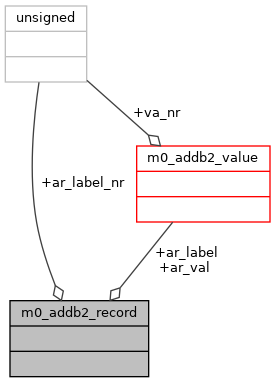 unsigned
+va_nr
m0_addb2_value
+ar_label_nr
+ar_label
+ar_val
m0_addb2_record